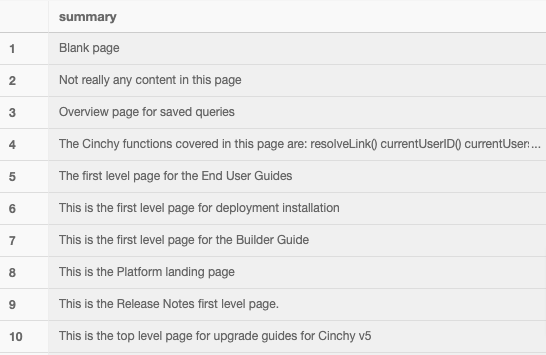 summary
1 Blank page
2 Not really any content in this page
3 Overview page for saved queries
4 The Cinchy functions covered in this page are: resolveLink() currentUserID() currentUsers...
5 The first level page for the End User Guides
6 This is the first level page for deployment installation
7 This is the first level page for the Builder Guide
8 This is the Platform landing page
9 This is the Release Notes first level page.
10 This is the top level page for upgrade guides for Cinchy v5